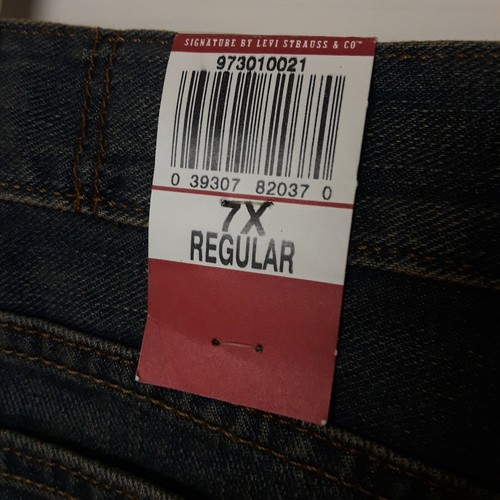 SIGNATURE BY LEVI STRAUSS & CO™
973010021
0 39307 82037 0
7X
REGULAR